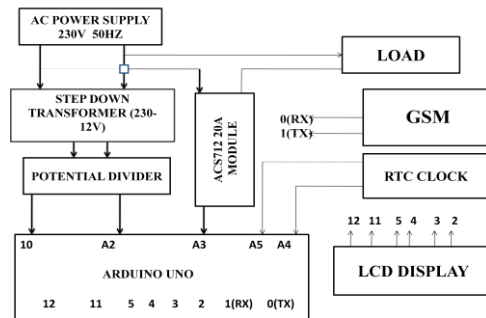 AC POWER SUPPLY
230V 50HZ
LOAD
STEP DOWN
TRANSFORMER (230-
12V)
ACS712 20A
MODULE
0(RX)
1(TX)
GSM
POTENTIAL DIVIDER
RTC CLOCK
12 11 5 4 3 2
10 A2 A3 A5 A4
ARDUINO UNO
LCD DISPLAY
12 11 5 4 3 2 1(RX) 0(TX)